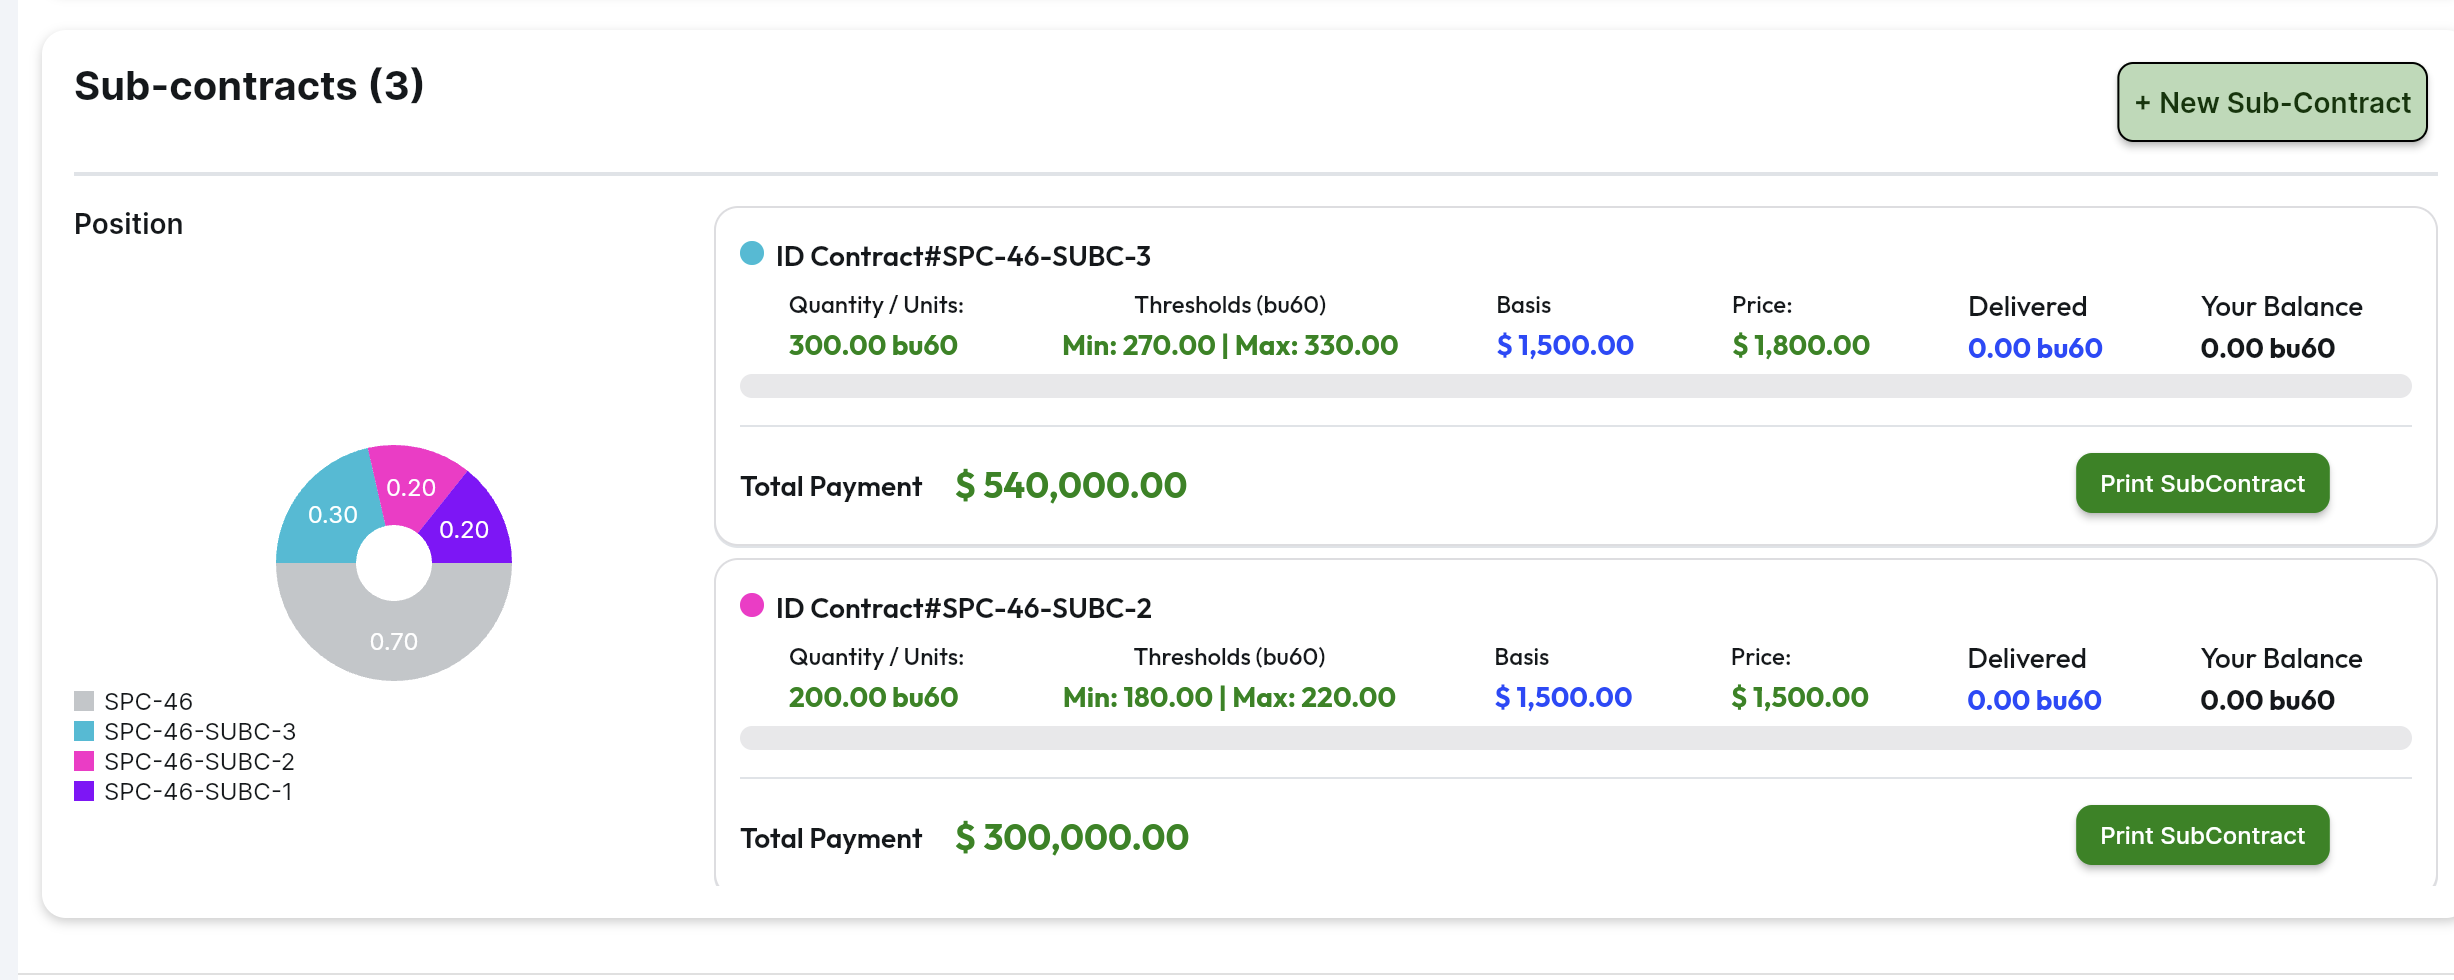 Sub-contracts (3)
+ New Sub-Contract
Position
0.30
0.20
0.20
0.70
SPC-46
SPC-46-SUBC-3
SPC-46-SUBC-2
SPC-46-SUBC-1
ID Contract#SPC-46-SUBC-3
Quantity / Units: Thresholds (bu60) Basis Price: Delivered Your Balance
300.00 bu60 Min: 270.00 | Max: 330.00 $ 1,500.00 $ 1,800.00 0.00 bu60 0.00 bu60
Total Payment $ 540,000.00 Print SubContract
ID Contract#SPC-46-SUBC-2
Quantity / Units: Thresholds (bu60) Basis Price: Delivered Your Balance
200.00 bu60 Min: 180.00 | Max: 220.00 $ 1,500.00 $ 1,500.00 0.00 bu60 0.00 bu60
Total Payment $ 300,000.00 Print SubContract